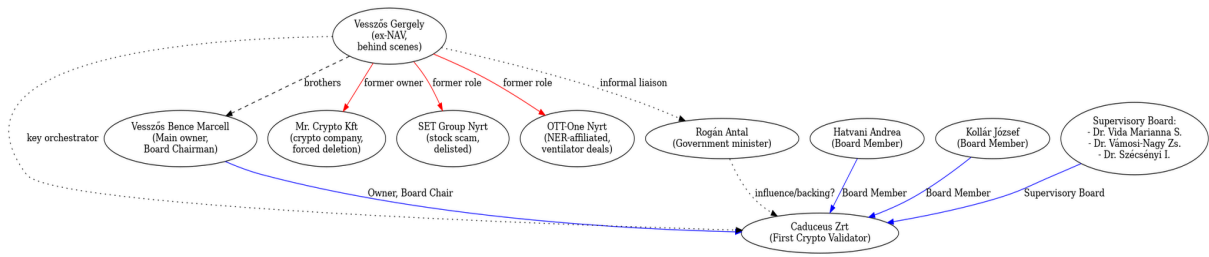 Vesszős Gergely
(ex-NAV,
behind scenes)
brothers
former owner
former role
former role
informal liaison
key orchestrator
Vesszős Bence Marcell
(Main owner,
Board Chairman)
Mr. Crypto Kft
(crypto company,
forced deletion)
SET Group Nyrt
(stock scam,
delisted)
OTT-One Nyrt
(NER-affiliated,
ventilator deals)
Rogán Antal
(Government minister)
Hatvani Andrea
(Board Member)
Kollár József
(Board Member)
Supervisory Board:
- Dr. Vida Marianna S.
- Dr. Vámosi-Nagy Zs.
- Dr. Szécsényi I.
Owner, Board Chair
influence/backing?
Board Member
Board Member
Supervisory Board
Caduceus Zrt
(First Crypto Validator)